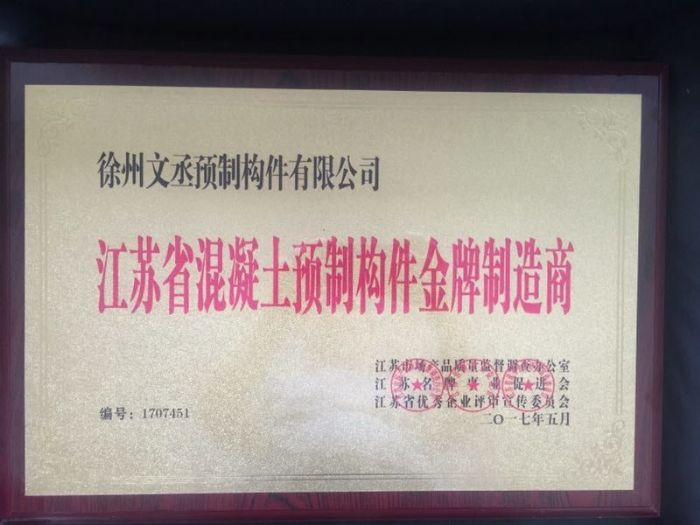 徐州文丞预制构件有限公司
江苏省混凝土预制构件金牌制造商
江苏市场产品质量监督调查办公室
江苏名牌事业促进会
江苏省优秀企业评审宣传委员会
编号：1707451
二〇一七年五月